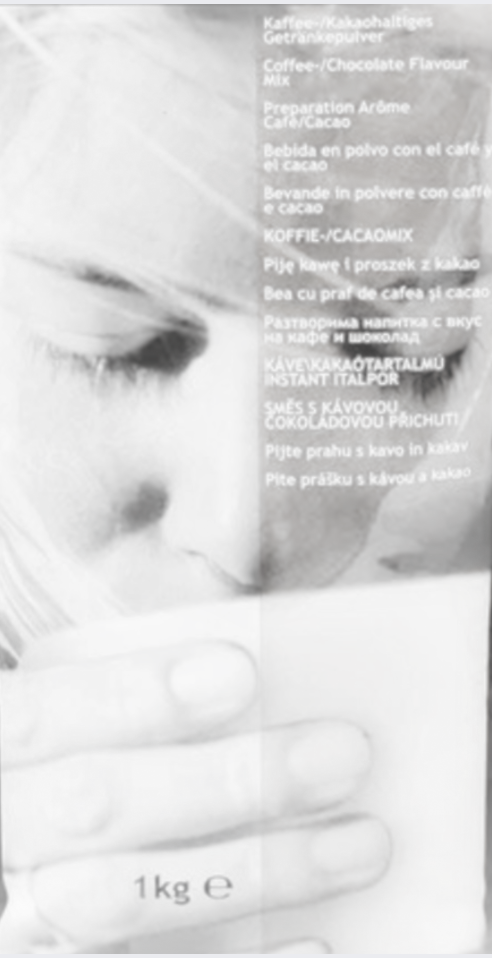 Kaffee-/Kakaohaltiges
Getränkepulver
Coffee-/Chocolate Flavour
Mix
Preparation Arôme
Café/Cacao
Bebida en polvo con el café y
el cacao
Bevande in polvere con caffè
e cacao
KOFFIE-/CACAOMIX
Piję kawę i proszek z kakao
Bea cu praf de cafea şi cacao
Разтворима напитка с вкус
на кафе и шоколад
KÁVE\KAKAÓTARTALMÚ
INSTANT ITALPOR
SMĚS S KÁVOVOU
ČOKOLÁDOVOU PŘÍCHUTÍ
Pijte prahu s kavo in kakav
Pite prášku s kávou a kakao
1kg ℮